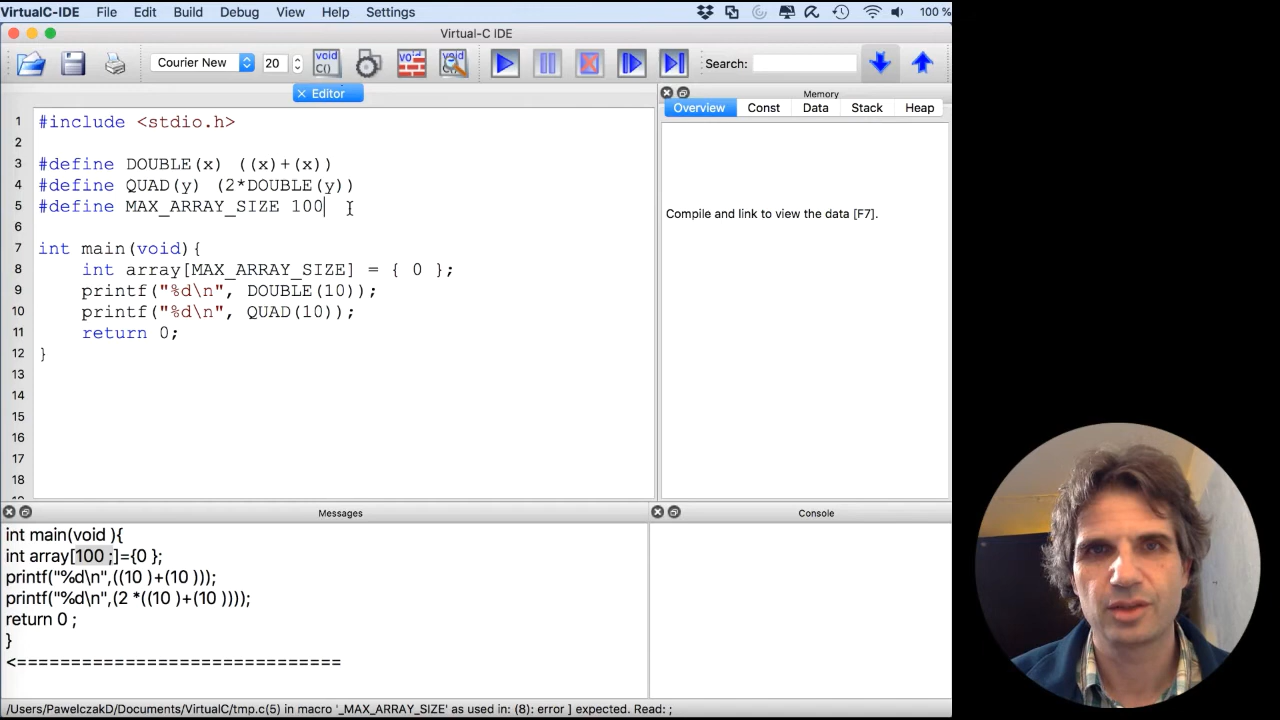 VirtualC-IDE File Edit Build Debug View Help Settings 100 %
Virtual-C IDE
Courier New 20 void C() void void Search:
× Editor
Memory
Overview Const Data Stack Heap
Compile and link to view the data [F7].
1 #include <stdio.h>
2
3 #define DOUBLE(x) ((x)+(x))
4 #define QUAD(y) (2*DOUBLE(y))
5 #define MAX_ARRAY_SIZE 100
6
7 int main(void){
8 int array[MAX_ARRAY_SIZE] = { 0 };
9 printf("%d\n", DOUBLE(10));
10 printf("%d\n", QUAD(10));
11 return 0;
12 }
13
14
15
16
17
18
Messages
int main(void ){
int array[100 ;]={0 };
printf("%d\n",((10 )+(10 )));
printf("%d\n",(2 *((10 )+(10 ))));
return 0 ;
}
<==============================
Console
/Users/PawelczakD/Documents/VirtualC/tmp.c(5) in macro '_MAX_ARRAY_SIZE' as used in: (8): error ] expected. Read: ;